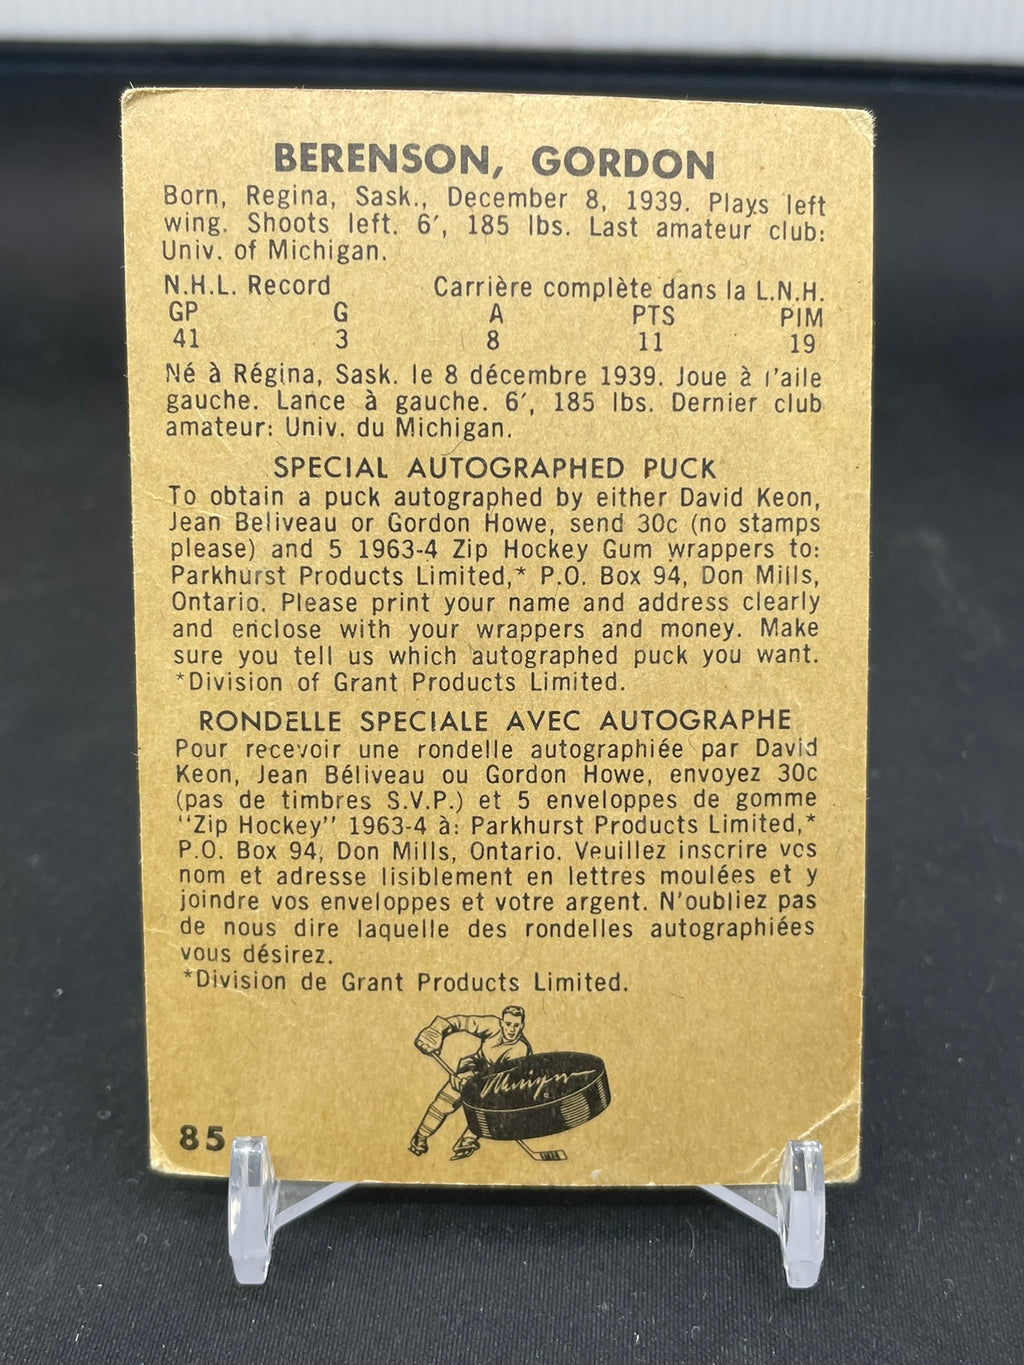 BERENSON, GORDON
Born, Regina, Sask., December 8, 1939. Plays left
wing. Shoots left. 6′, 185 lbs. Last amateur club:
Univ. of Michigan.
N.H.L. Record Carrière complète dans la L.N.H.
GP G A PTS PIM
41 3 8 11 19
Né à Régina, Sask. le 8 décembre 1939. Joue à l'aile
gauche. Lance à gauche. 6′, 185 lbs. Dernier club
amateur: Univ. du Michigan.
SPECIAL AUTOGRAPHED PUCK
To obtain a puck autographed by either David Keon,
Jean Beliveau or Gordon Howe, send 30c (no stamps
please) and 5 1963-4 Zip Hockey Gum wrappers to:
Parkhurst Products Limited,* P.O. Box 94, Don Mills,
Ontario. Please print your name and address clearly
and enclose with your wrappers and money. Make
sure you tell us which autographed puck you want.
*Division of Grant Products Limited.
RONDELLE SPECIALE AVEC AUTOGRAPHE
Pour recevoir une rondelle autographiée par David
Keon, Jean Béliveau ou Gordon Howe, envoyez 30c
(pas de timbres S.V.P.) et 5 enveloppes de gomme
"Zip Hockey" 1963-4 à: Parkhurst Products Limited,*
P.O. Box 94, Don Mills, Ontario. Veuillez inscrire vos
nom et adresse lisiblement en lettres moulées et y
joindre vos enveloppes et votre argent. N'oubliez pas
de nous dire laquelle des rondelles autographiées
vous désirez.
*Division de Grant Products Limited.
85